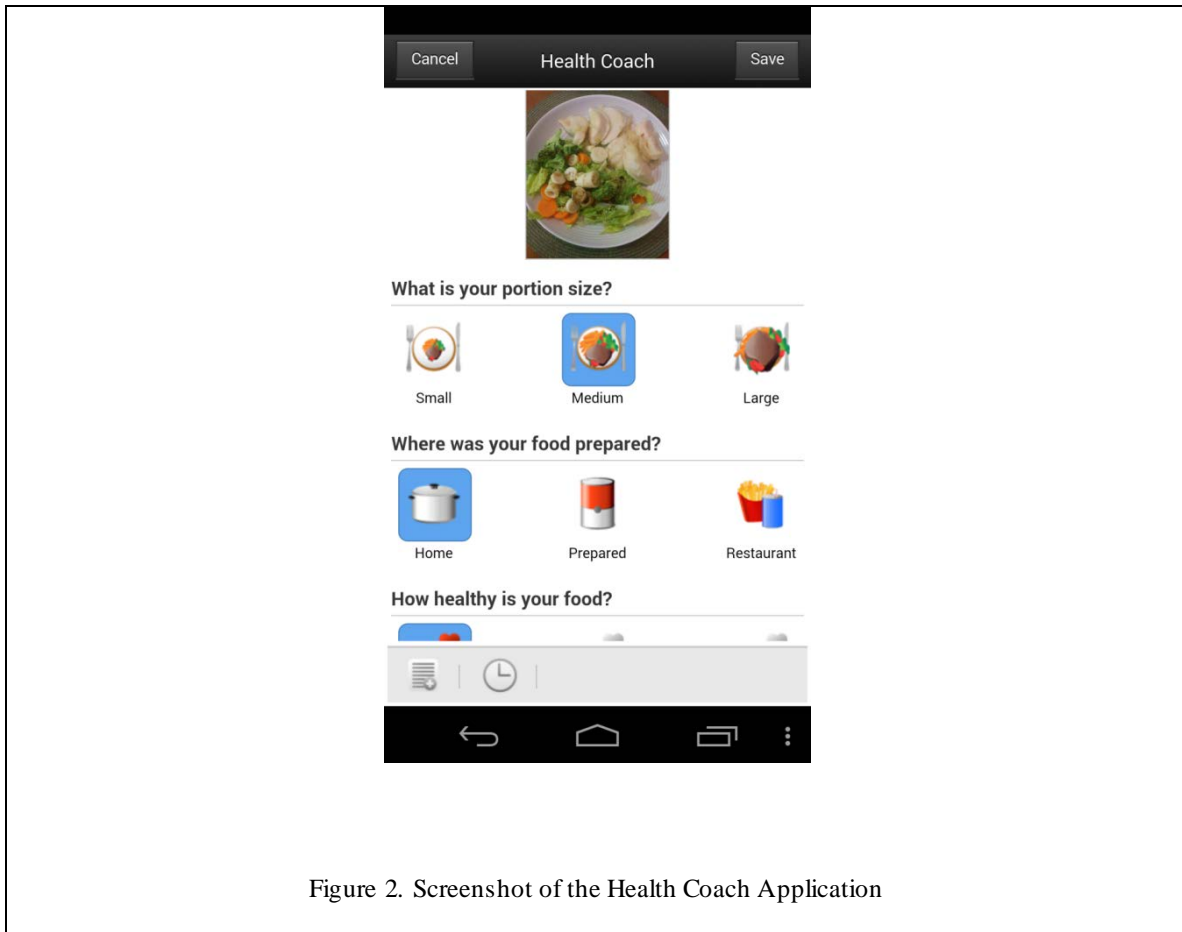 Cancel Health Coach Save
What is your portion size?
Small Medium Large
Where was your food prepared?
Home Prepared Restaurant
How healthy is your food?
Figure 2. Screenshot of the Health Coach Application